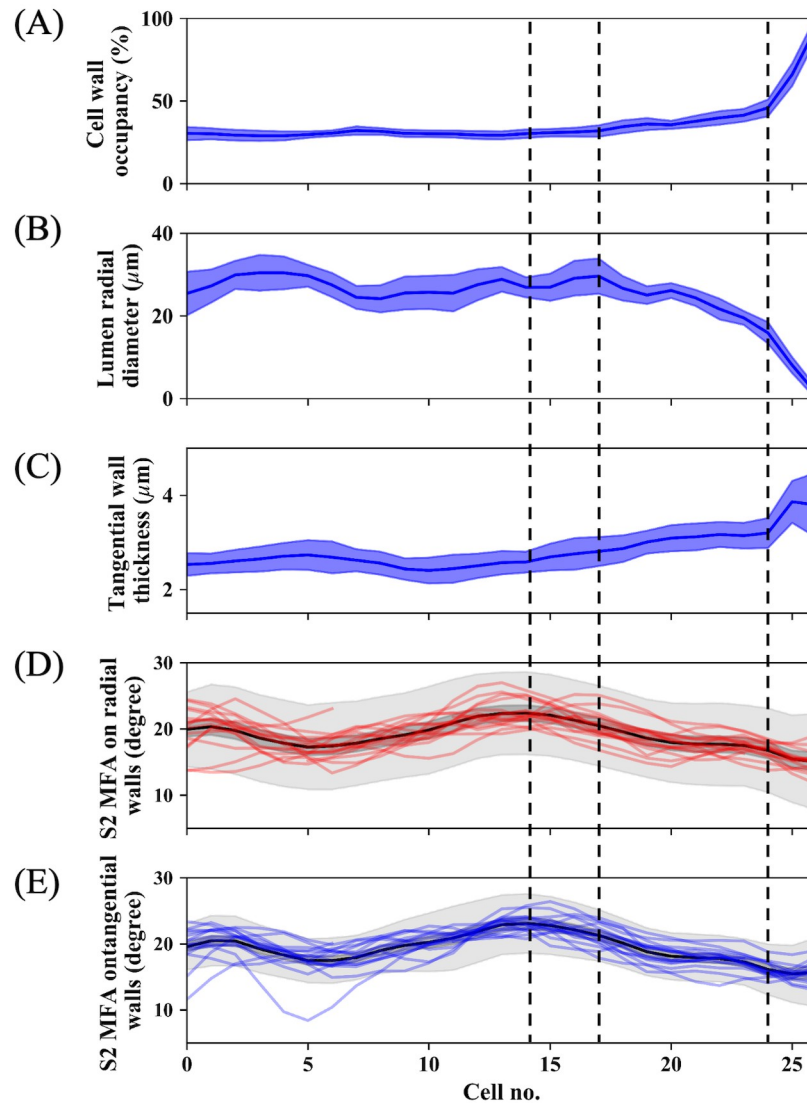 (A)
Cell wall
occupancy (%)
100
50
0
(B)
Lumen radial
diameter (μm)
40
20
0
(C)
Tangential wall
thickness (μm)
4
2
(D)
S2 MFA on radial
walls (degree)
30
20
10
(E)
S2 MFA ontangential
walls (degree)
30
20
10
0 5 10 15 20 25
Cell no.